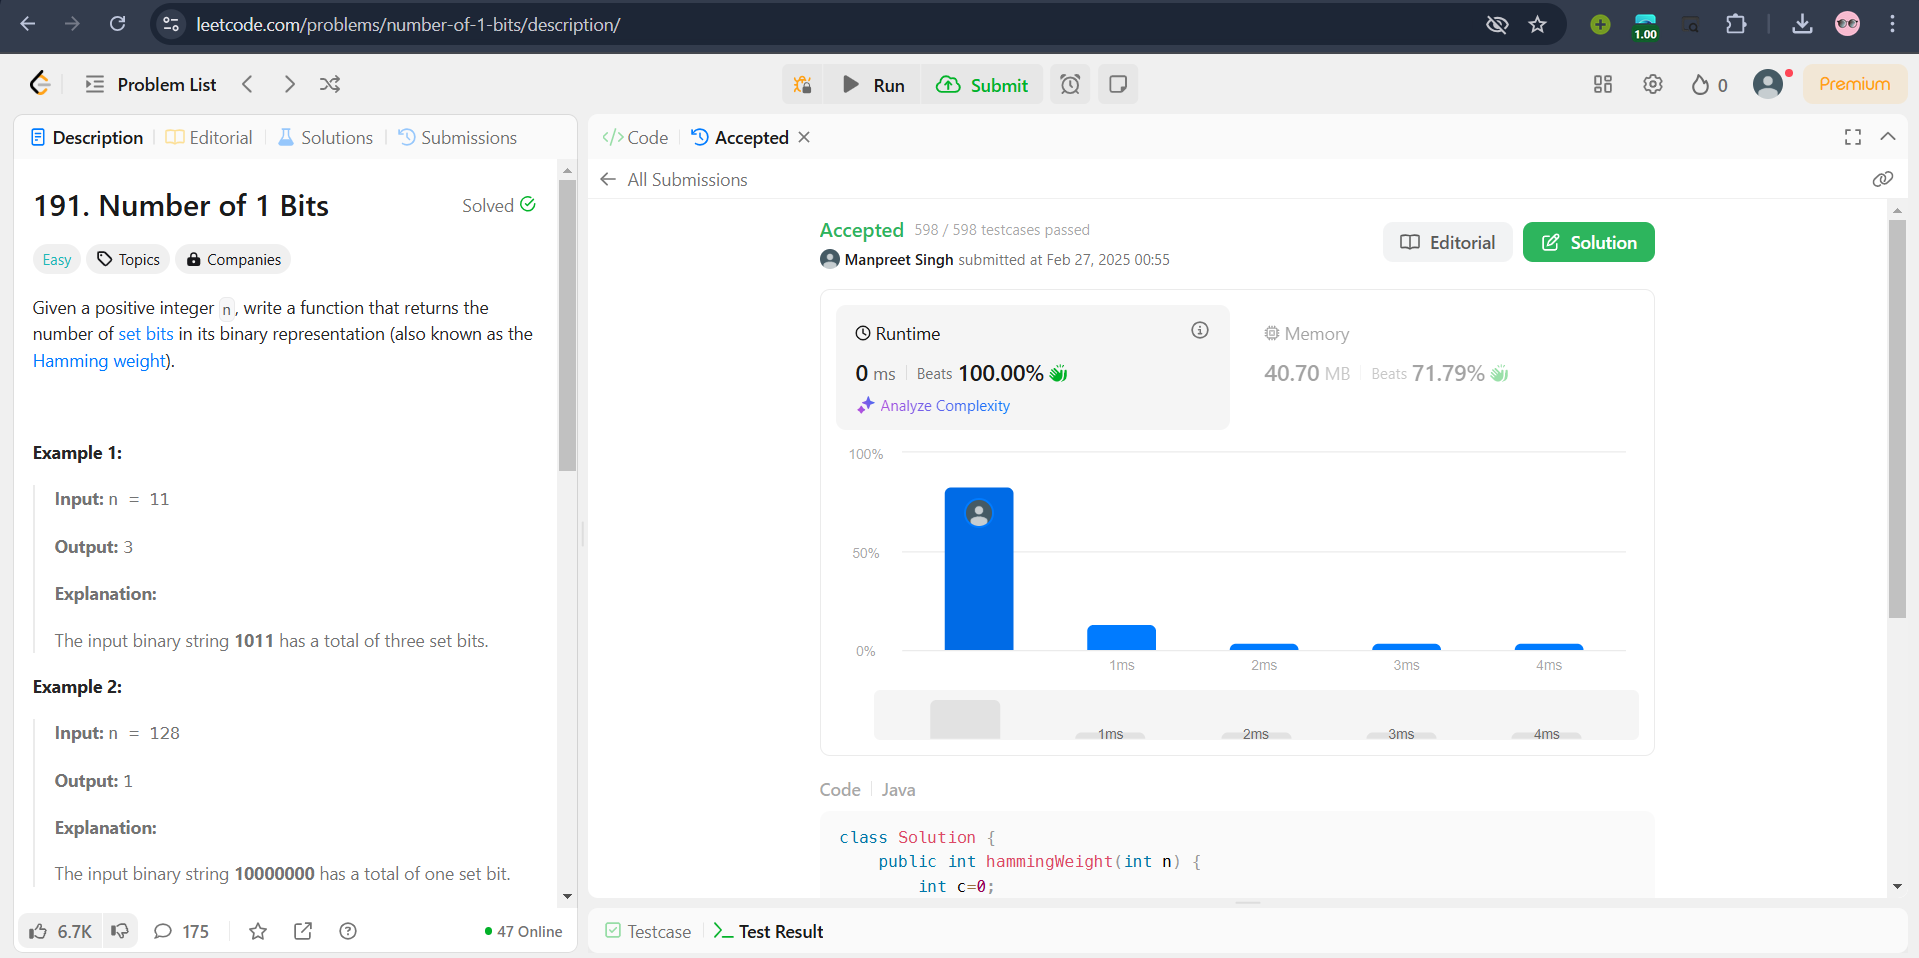 leetcode.com/problems/number-of-1-bits/description/
1.00
Problem List
Run
Submit
0
Premium
Description
Editorial
Solutions
Submissions
191. Number of 1 Bits
Solved
Easy
Topics
Companies
Given a positive integer n, write a function that returns the
number of set bits in its binary representation (also known as the
Hamming weight).
Example 1:
Input: n = 11
Output: 3
Explanation:
The input binary string 1011 has a total of three set bits.
Example 2:
Input: n = 128
Output: 1
Explanation:
The input binary string 10000000 has a total of one set bit.
6.7K
175
47 Online
</> Code
Accepted
All Submissions
Accepted 598 / 598 testcases passed
Manpreet Singh submitted at Feb 27, 2025 00:55
Editorial
Solution
Runtime
0 ms Beats 100.00%
Analyze Complexity
Memory
40.70 MB Beats 71.79%
100%
50%
0%
1ms 2ms 3ms 4ms
1ms 2ms 3ms 4ms
Code Java
class Solution {
public int hammingWeight(int n) {
int c=0;
Testcase
Test Result